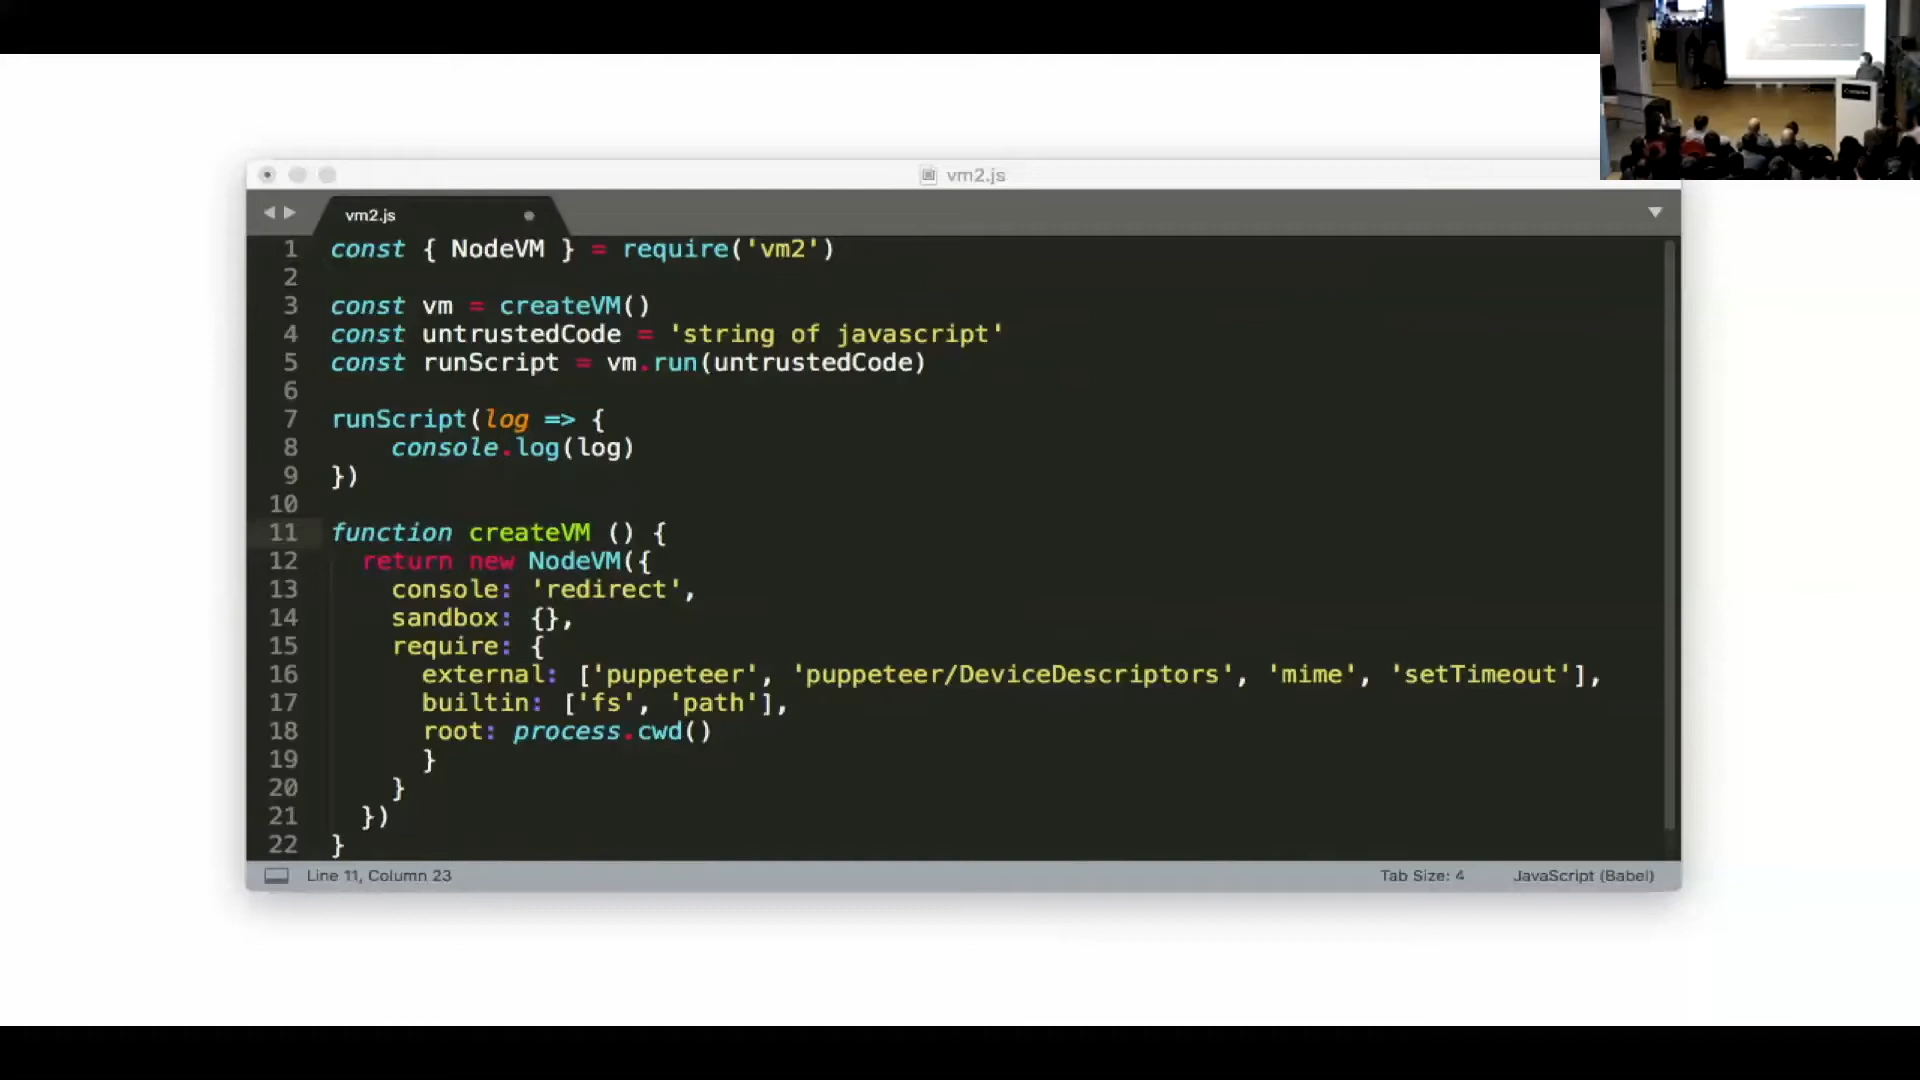 vm2.js
vm2.js
1 const { NodeVM } = require('vm2')
2
3 const vm = createVM()
4 const untrustedCode = 'string of javascript'
5 const runScript = vm.run(untrustedCode)
6
7 runScript(log => {
8     console.log(log)
9 })
10
11 function createVM () {
12   return new NodeVM({
13     console: 'redirect',
14     sandbox: {},
15     require: {
16       external: ['puppeteer', 'puppeteer/DeviceDescriptors', 'mime', 'setTimeout'],
17       builtin: ['fs', 'path'],
18       root: process.cwd()
19       }
20     }
21   })
22 }
Line 11, Column 23
Tab Size: 4
JavaScript (Babel)